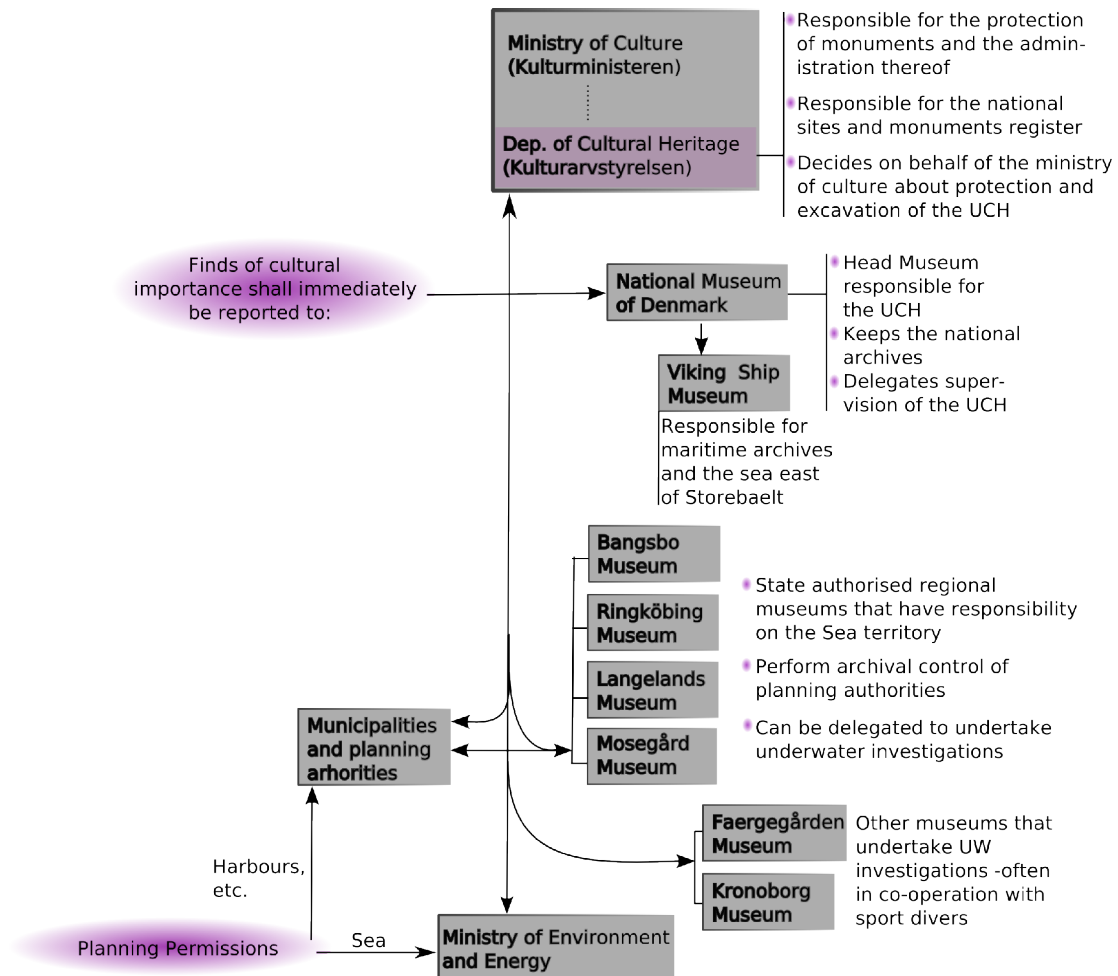 Ministry of Culture
(Kulturministeren)
Dep. of Cultural Heritage
(Kulturarvstyrelsen)
Responsible for the protection
of monuments and the admin-
istration thereof
Responsible for the national
sites and monuments register
Decides on behalf of the ministry
of culture about protection and
excavation of the UCH
Finds of cultural
importance shall immediately
be reported to:
National Museum
of Denmark
Head Museum
responsible for
the UCH
Keeps the national
archives
Delegates super-
vision of the UCH
Viking Ship
Museum
Responsible for
maritime archives
and the sea east
of Storebaelt
Bangsbo
Museum
Ringköbing
Museum
Langelands
Museum
Mosegård
Museum
State authorised regional
museums that have responsibility
on the Sea territory
Perform archival control of
planning authorities
Can be delegated to undertake
underwater investigations
Municipalities
and planning
arhorities
Faergegården
Museum
Kronoborg
Museum
Other museums that
undertake UW
investigations -often
in co-operation with
sport divers
Harbours,
etc.
Planning Permissions
Sea
Ministry of Environment
and Energy